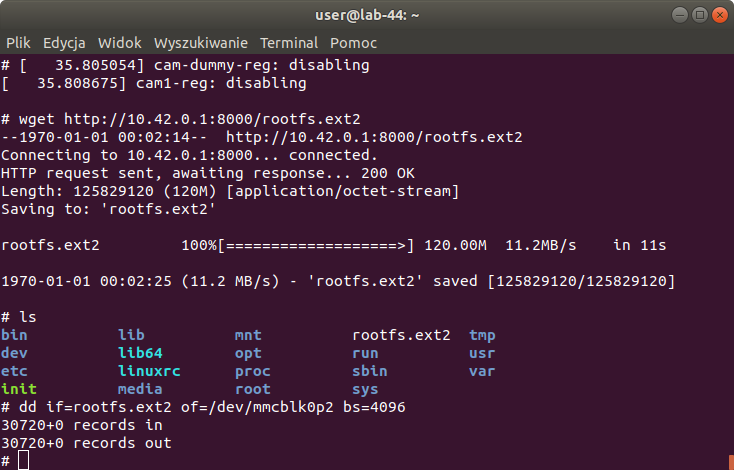 user@lab-44: ~
Plik Edycja Widok Wyszukiwanie Terminal Pomoc
# [   35.805054] cam-dummy-reg: disabling
[   35.808675] cam1-reg: disabling
# wget http://10.42.0.1:8000/rootfs.ext2
--1970-01-01 00:02:14--  http://10.42.0.1:8000/rootfs.ext2
Connecting to 10.42.0.1:8000... connected.
HTTP request sent, awaiting response... 200 OK
Length: 125829120 (120M) [application/octet-stream]
Saving to: 'rootfs.ext2'
rootfs.ext2         100%[===================>] 120.00M  11.2MB/s    in 11s
1970-01-01 00:02:25 (11.2 MB/s) - 'rootfs.ext2' saved [125829120/125829120]
# ls
bin          lib          mnt          rootfs.ext2  tmp
dev          lib64        opt          run          usr
etc          linuxrc      proc         sbin         var
init         media        root         sys
# dd if=rootfs.ext2 of=/dev/mmcblk0p2 bs=4096
30720+0 records in
30720+0 records out
#